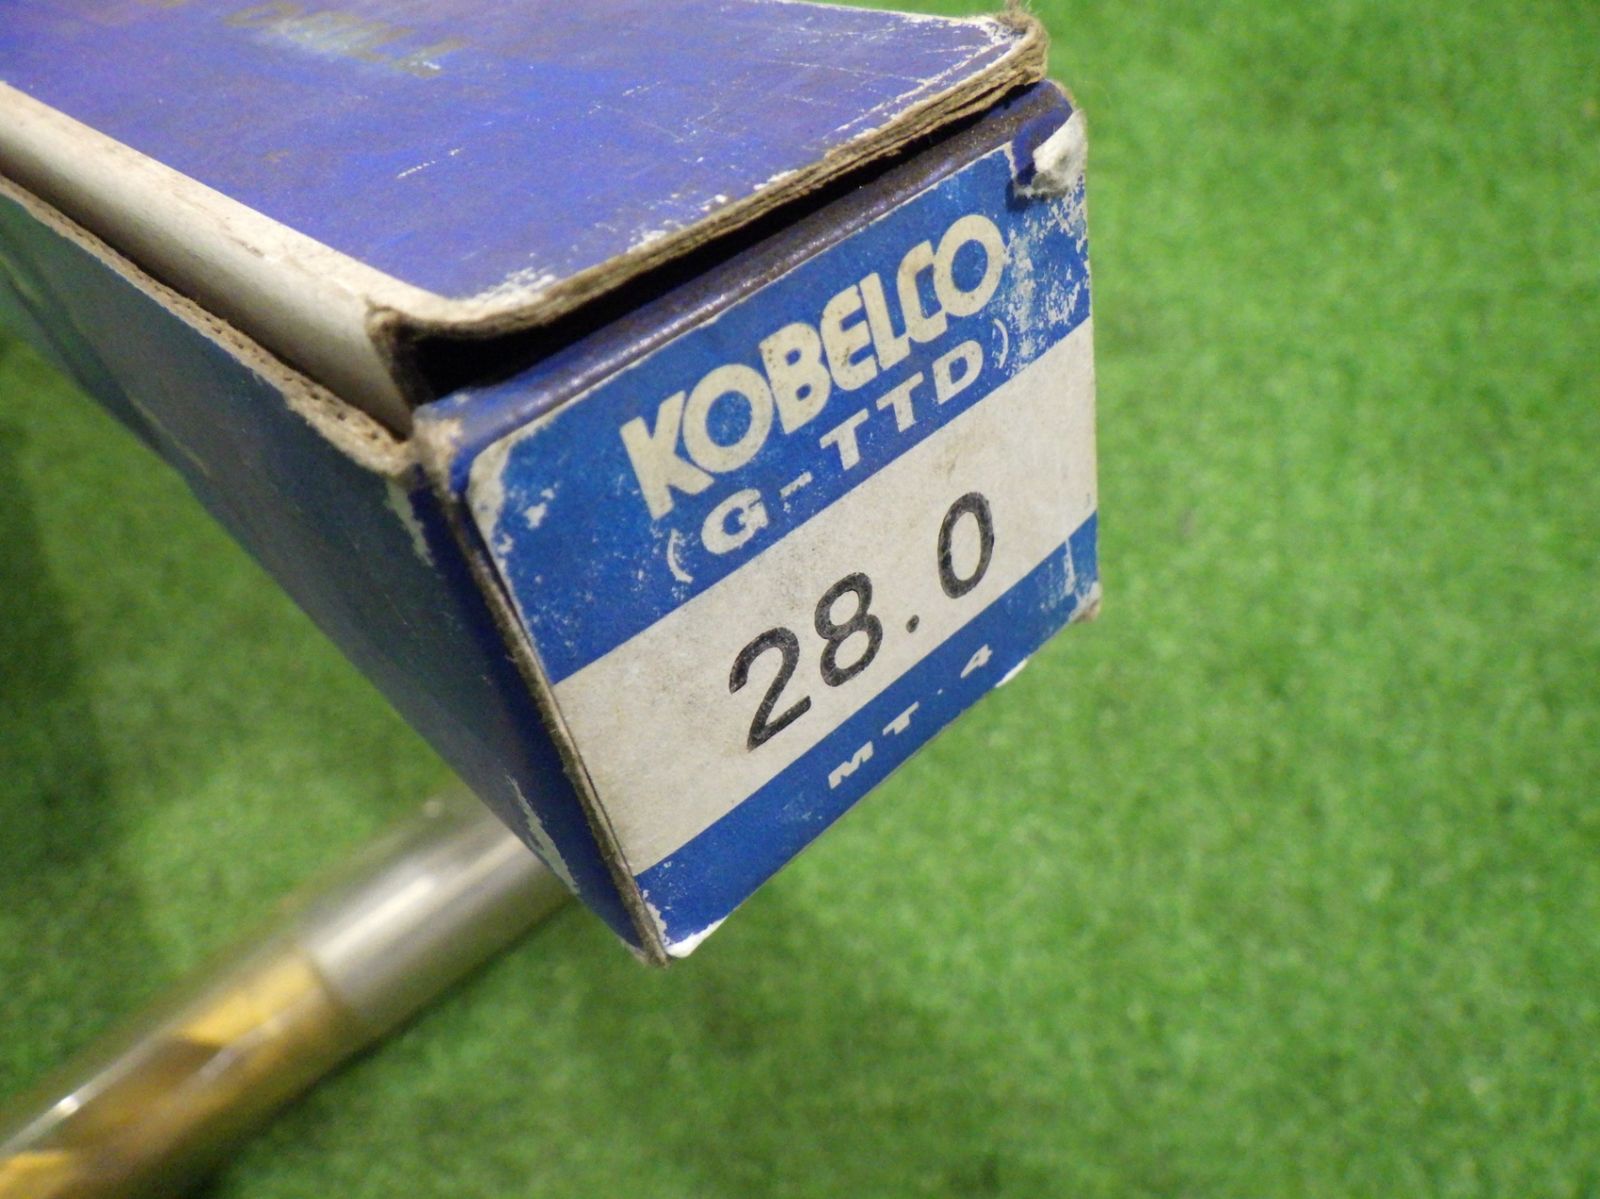 KOBELCO
(G-TTD)
28.0
MT·4